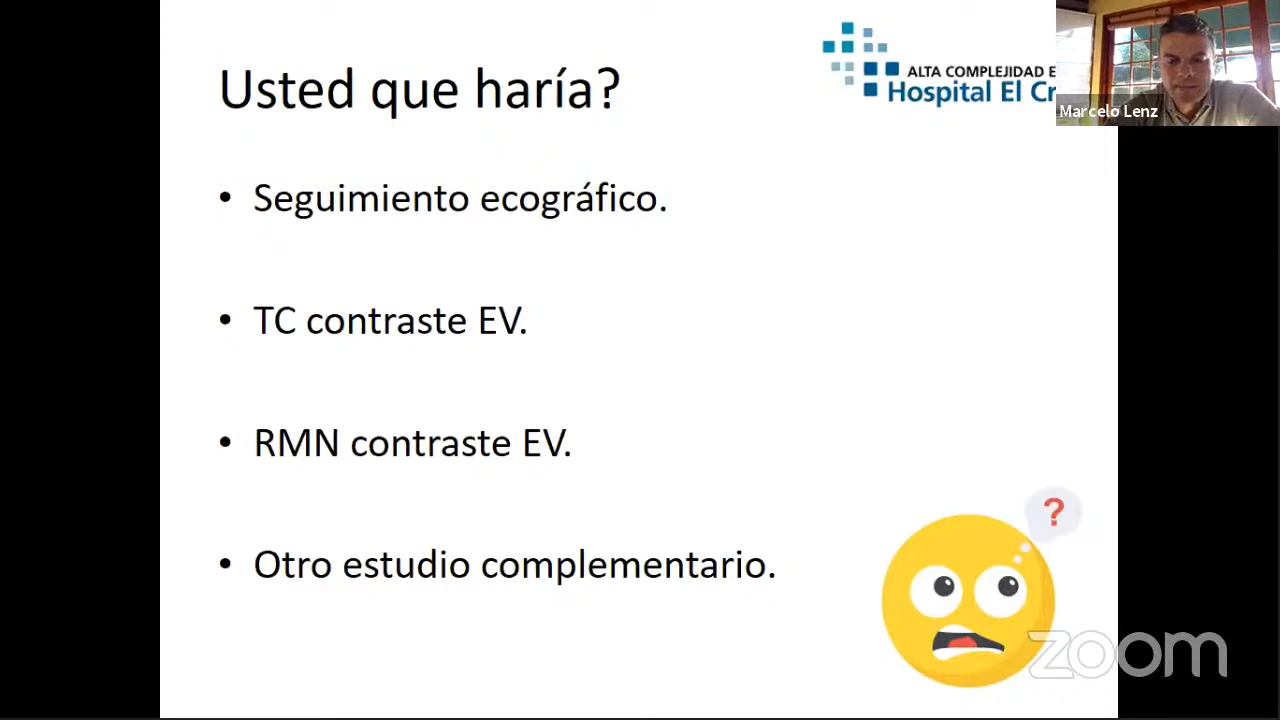 Usted que haría?
ALTA COMPLEJIDAD E
Hospital El Cr
Marcelo Lenz
• Seguimiento ecográfico.
• TC contraste EV.
• RMN contraste EV.
• Otro estudio complementario.
?
zoom